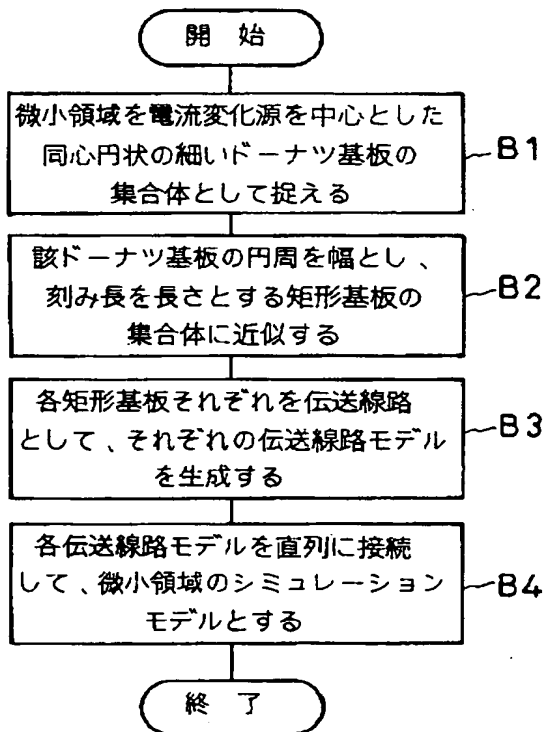 開 始
微小領域を電流変化源を中心とした
同心円状の細いドーナツ基板の
集合体として捉える
B1
該ドーナツ基板の円周を幅とし、
刻み長を長さとする矩形基板の
集合体に近似する
B2
各矩形基板それぞれを伝送線路
として、それぞれの伝送線路モデル
を生成する
B3
各伝送線路モデルを直列に接続
して、微小領域のシミュレーション
モデルとする
B4
終 了